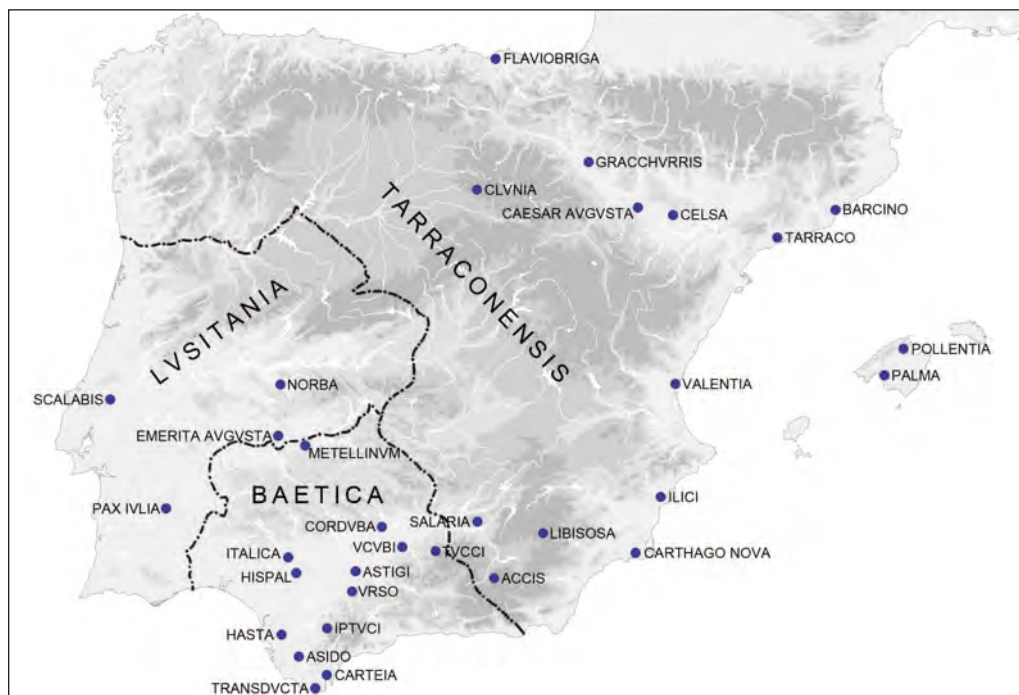 FLAVIOBRIGA
GRACCHVRRIS
CLVNIA
CAESAR AVGVSTA
CELSA
BARCINO
TARRACO
TARRACONENSIS
LVSITANIA
POLLENTIA
PALMA
VALENTIA
NORBA
SCALABIS
EMERITA AVGVSTA
METELLINVM
BAETICA
PAX IVLIA
ILICI
CORDVBA
SALARIA
LIBISOSA
VCVBI
TVCCI
CARTHAGO NOVA
ITALICA
HISPAL
ASTIGI
ACCIS
VRSO
HASTA
IPTVCI
ASIDO
CARTEIA
TRANSDVCTA